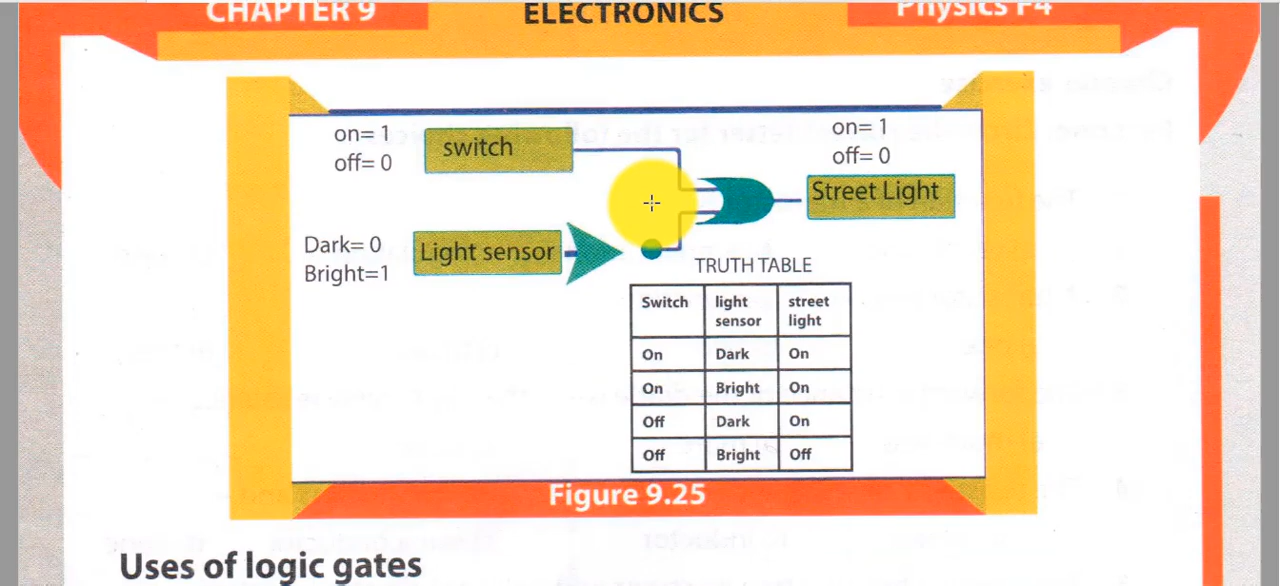 CHAPTER 9 ELECTRONICS Physics F4
on= 1
off= 0
switch
on= 1
off= 0
Street Light
Dark= 0
Bright=1
Light sensor
TRUTH TABLE
Switch light sensor street light
On Dark On
On Bright On
Off Dark On
Off Bright Off
Figure 9.25
Uses of logic gates